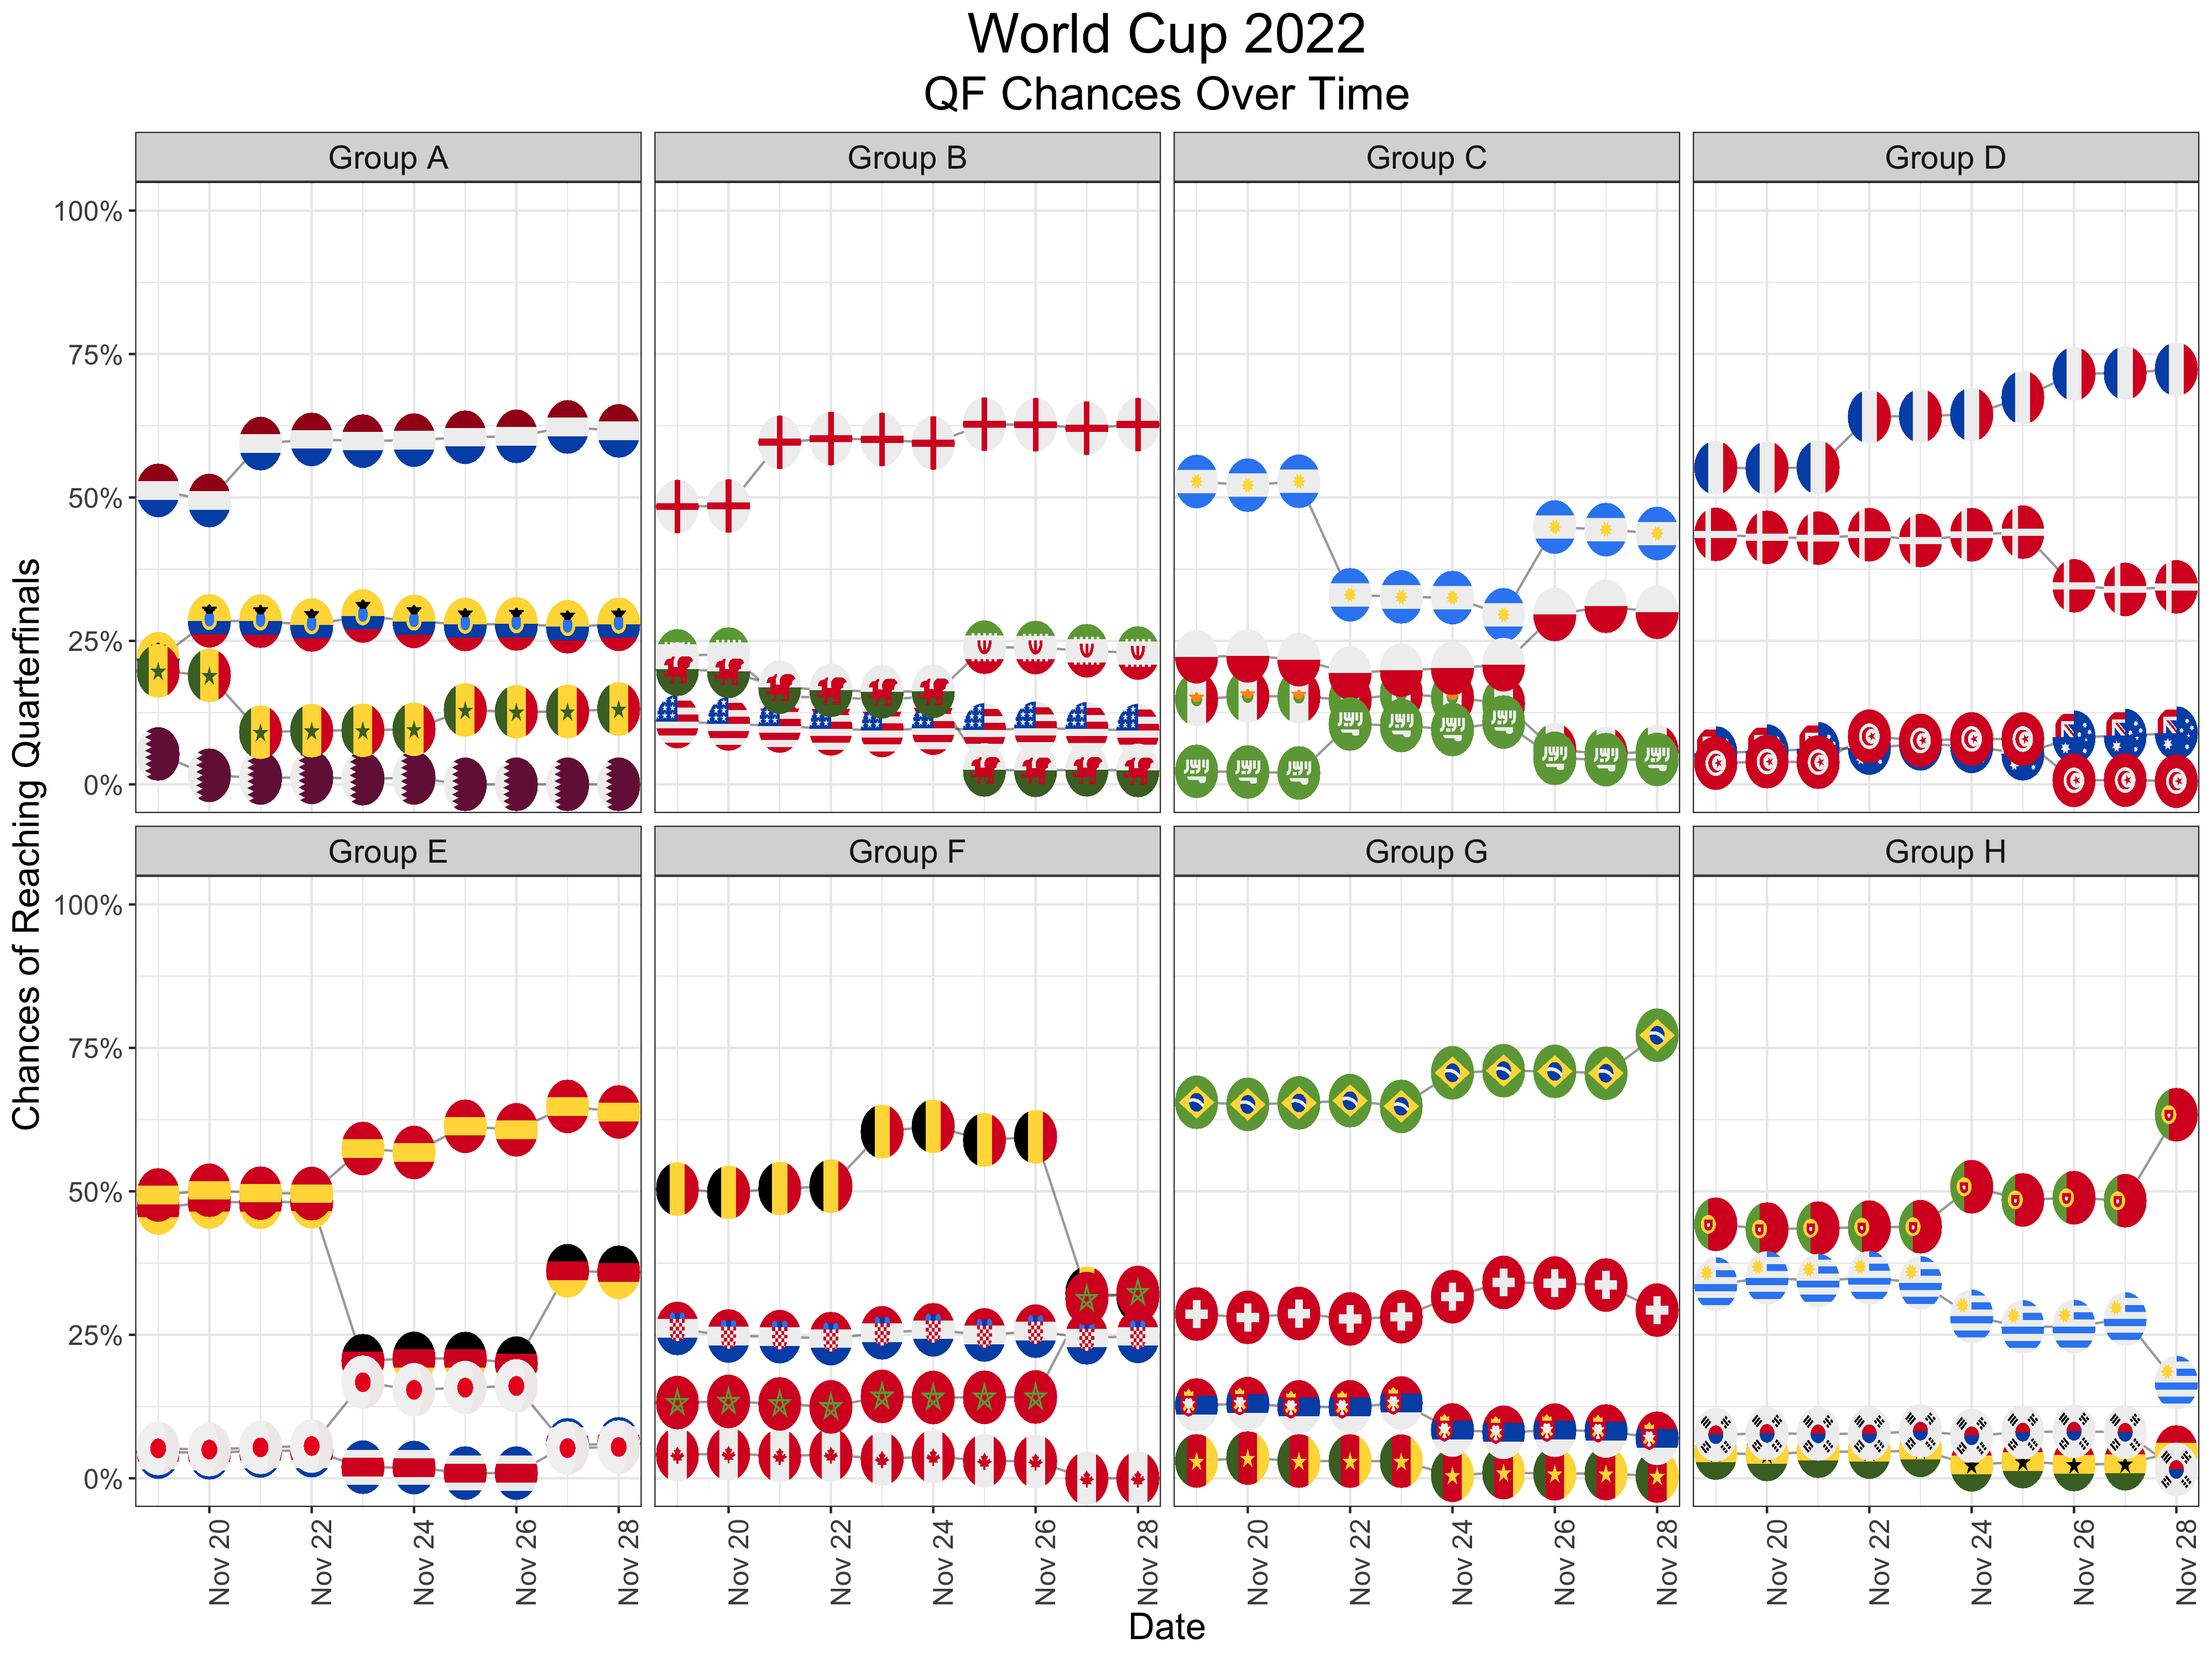 World Cup 2022
QF Chances Over Time
Group A
Group B
Group C
Group D
100%
75%
50%
25%
0%
Chances of Reaching Quarterfinals
Group E
Group F
Group G
Group H
100%
75%
50%
25%
0%
Nov 20
Nov 22
Nov 24
Nov 26
Nov 28
Nov 20
Nov 22
Nov 24
Nov 26
Nov 28
Nov 20
Nov 22
Nov 24
Nov 26
Nov 28
Nov 20
Nov 22
Nov 24
Nov 26
Nov 28
Date